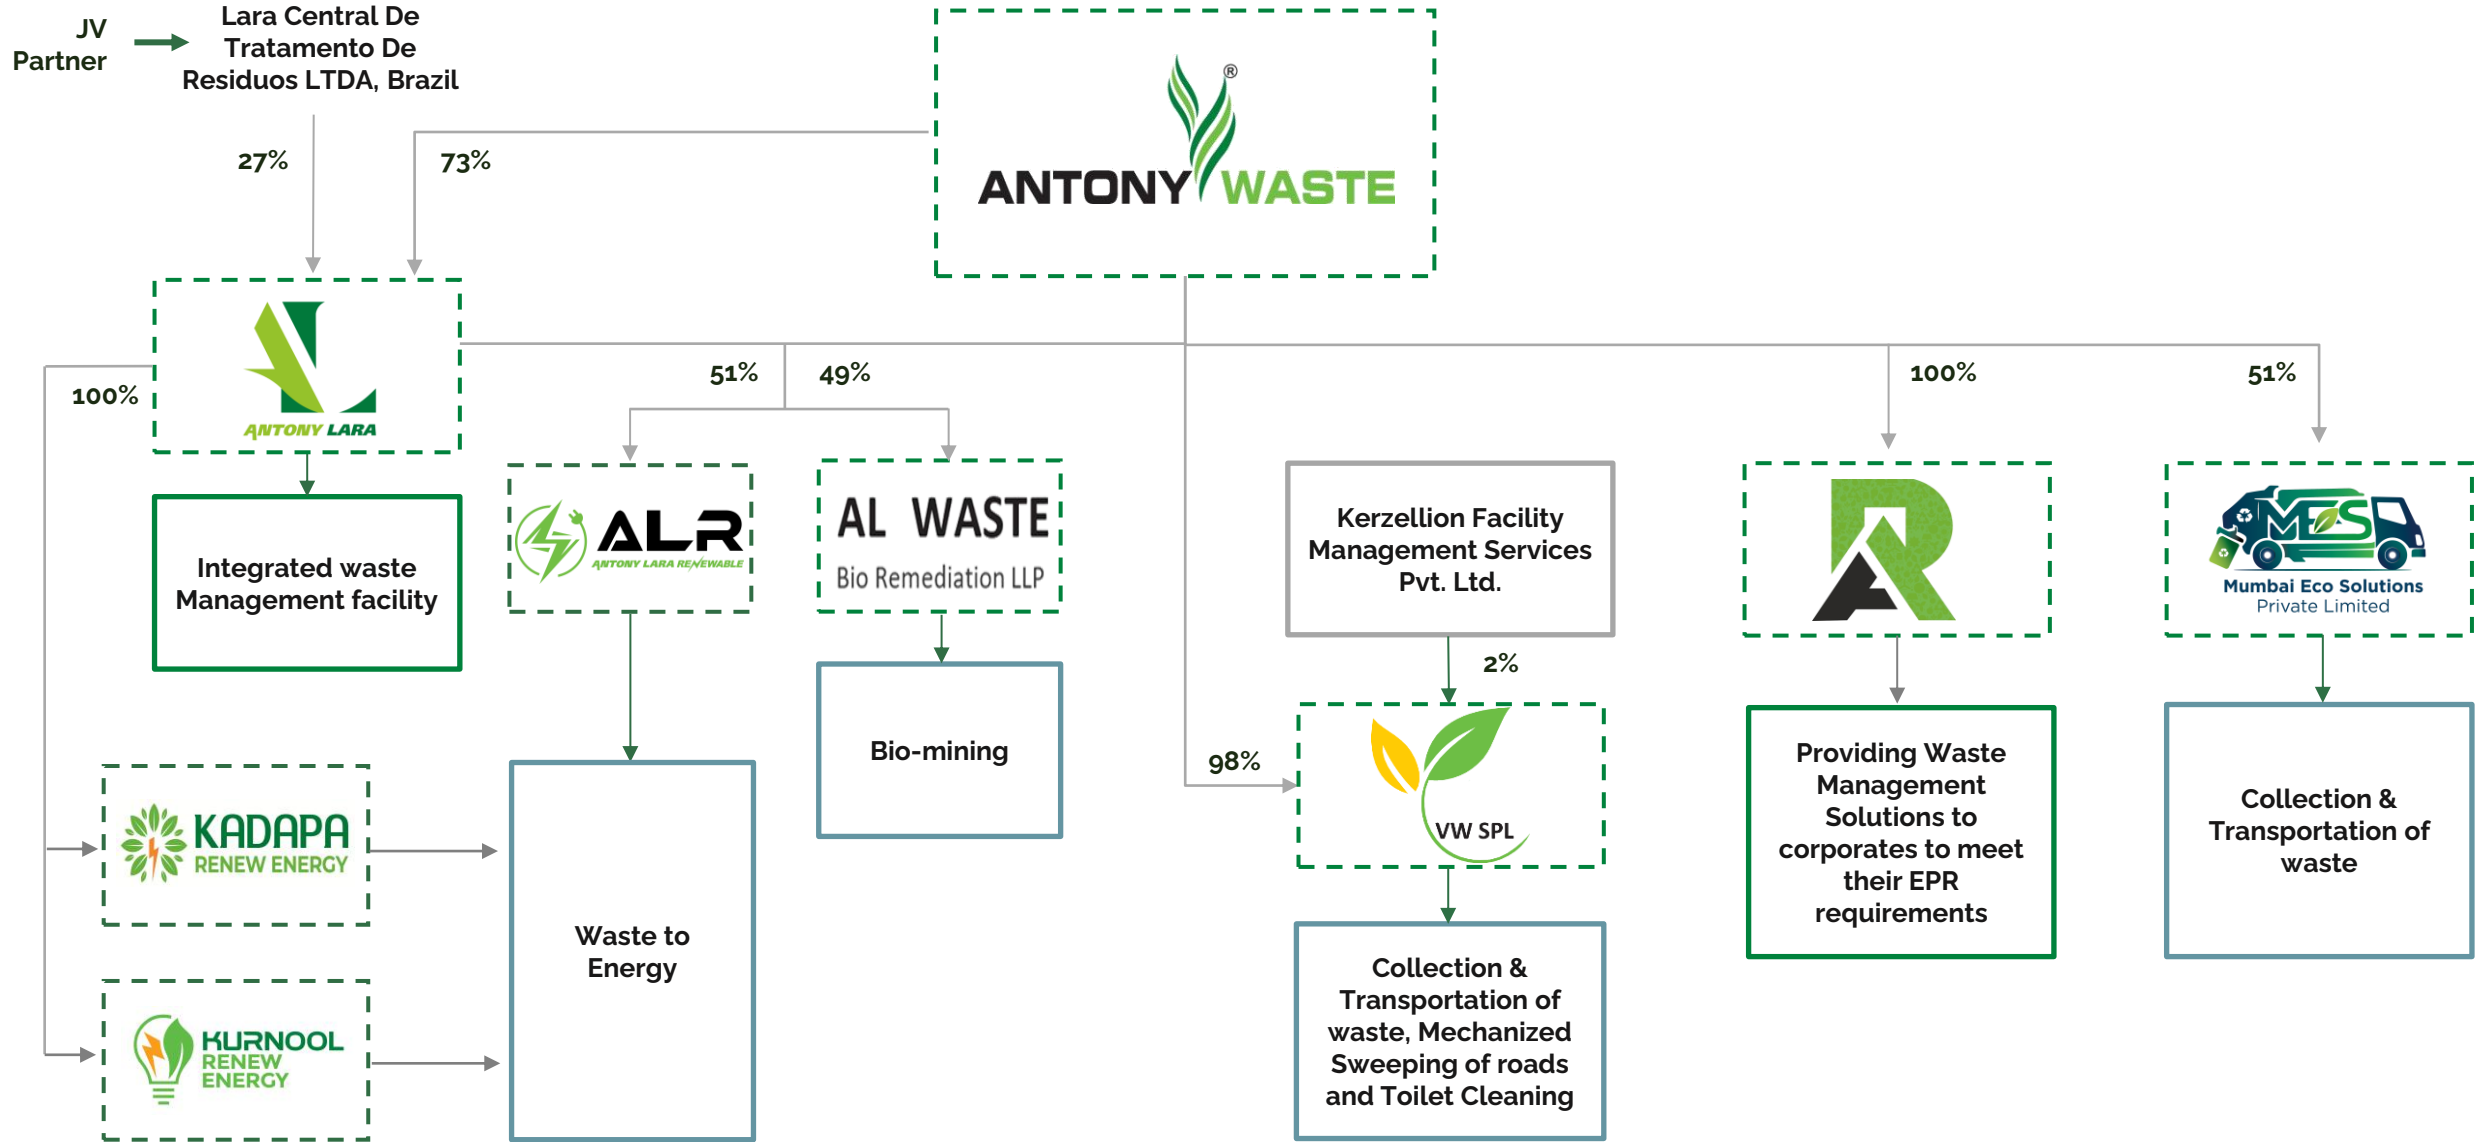 JV
Partner
Lara Central De
Tratamento De
Residuos LTDA, Brazil
®
ANTONY WASTE
27%
73%
ANTONY LARA
100%
51%
49%
100%
51%
Integrated waste
Management facility
ALR
ANTONY LARA RENEWABLE
AL WASTE
Bio Remediation LLP
Kerzellion Facility
Management Services
Pvt. Ltd.
AR
MES
Mumbai Eco Solutions
Private Limited
2%
Bio-mining
98%
VW SPL
Providing Waste
Management
Solutions to
corporates to meet
their EPR
requirements
Collection &
Transportation of
waste
KADAPA
RENEW ENERGY
Waste to
Energy
KURNOOL
RENEW
ENERGY
Collection &
Transportation of
waste, Mechanized
Sweeping of roads
and Toilet Cleaning